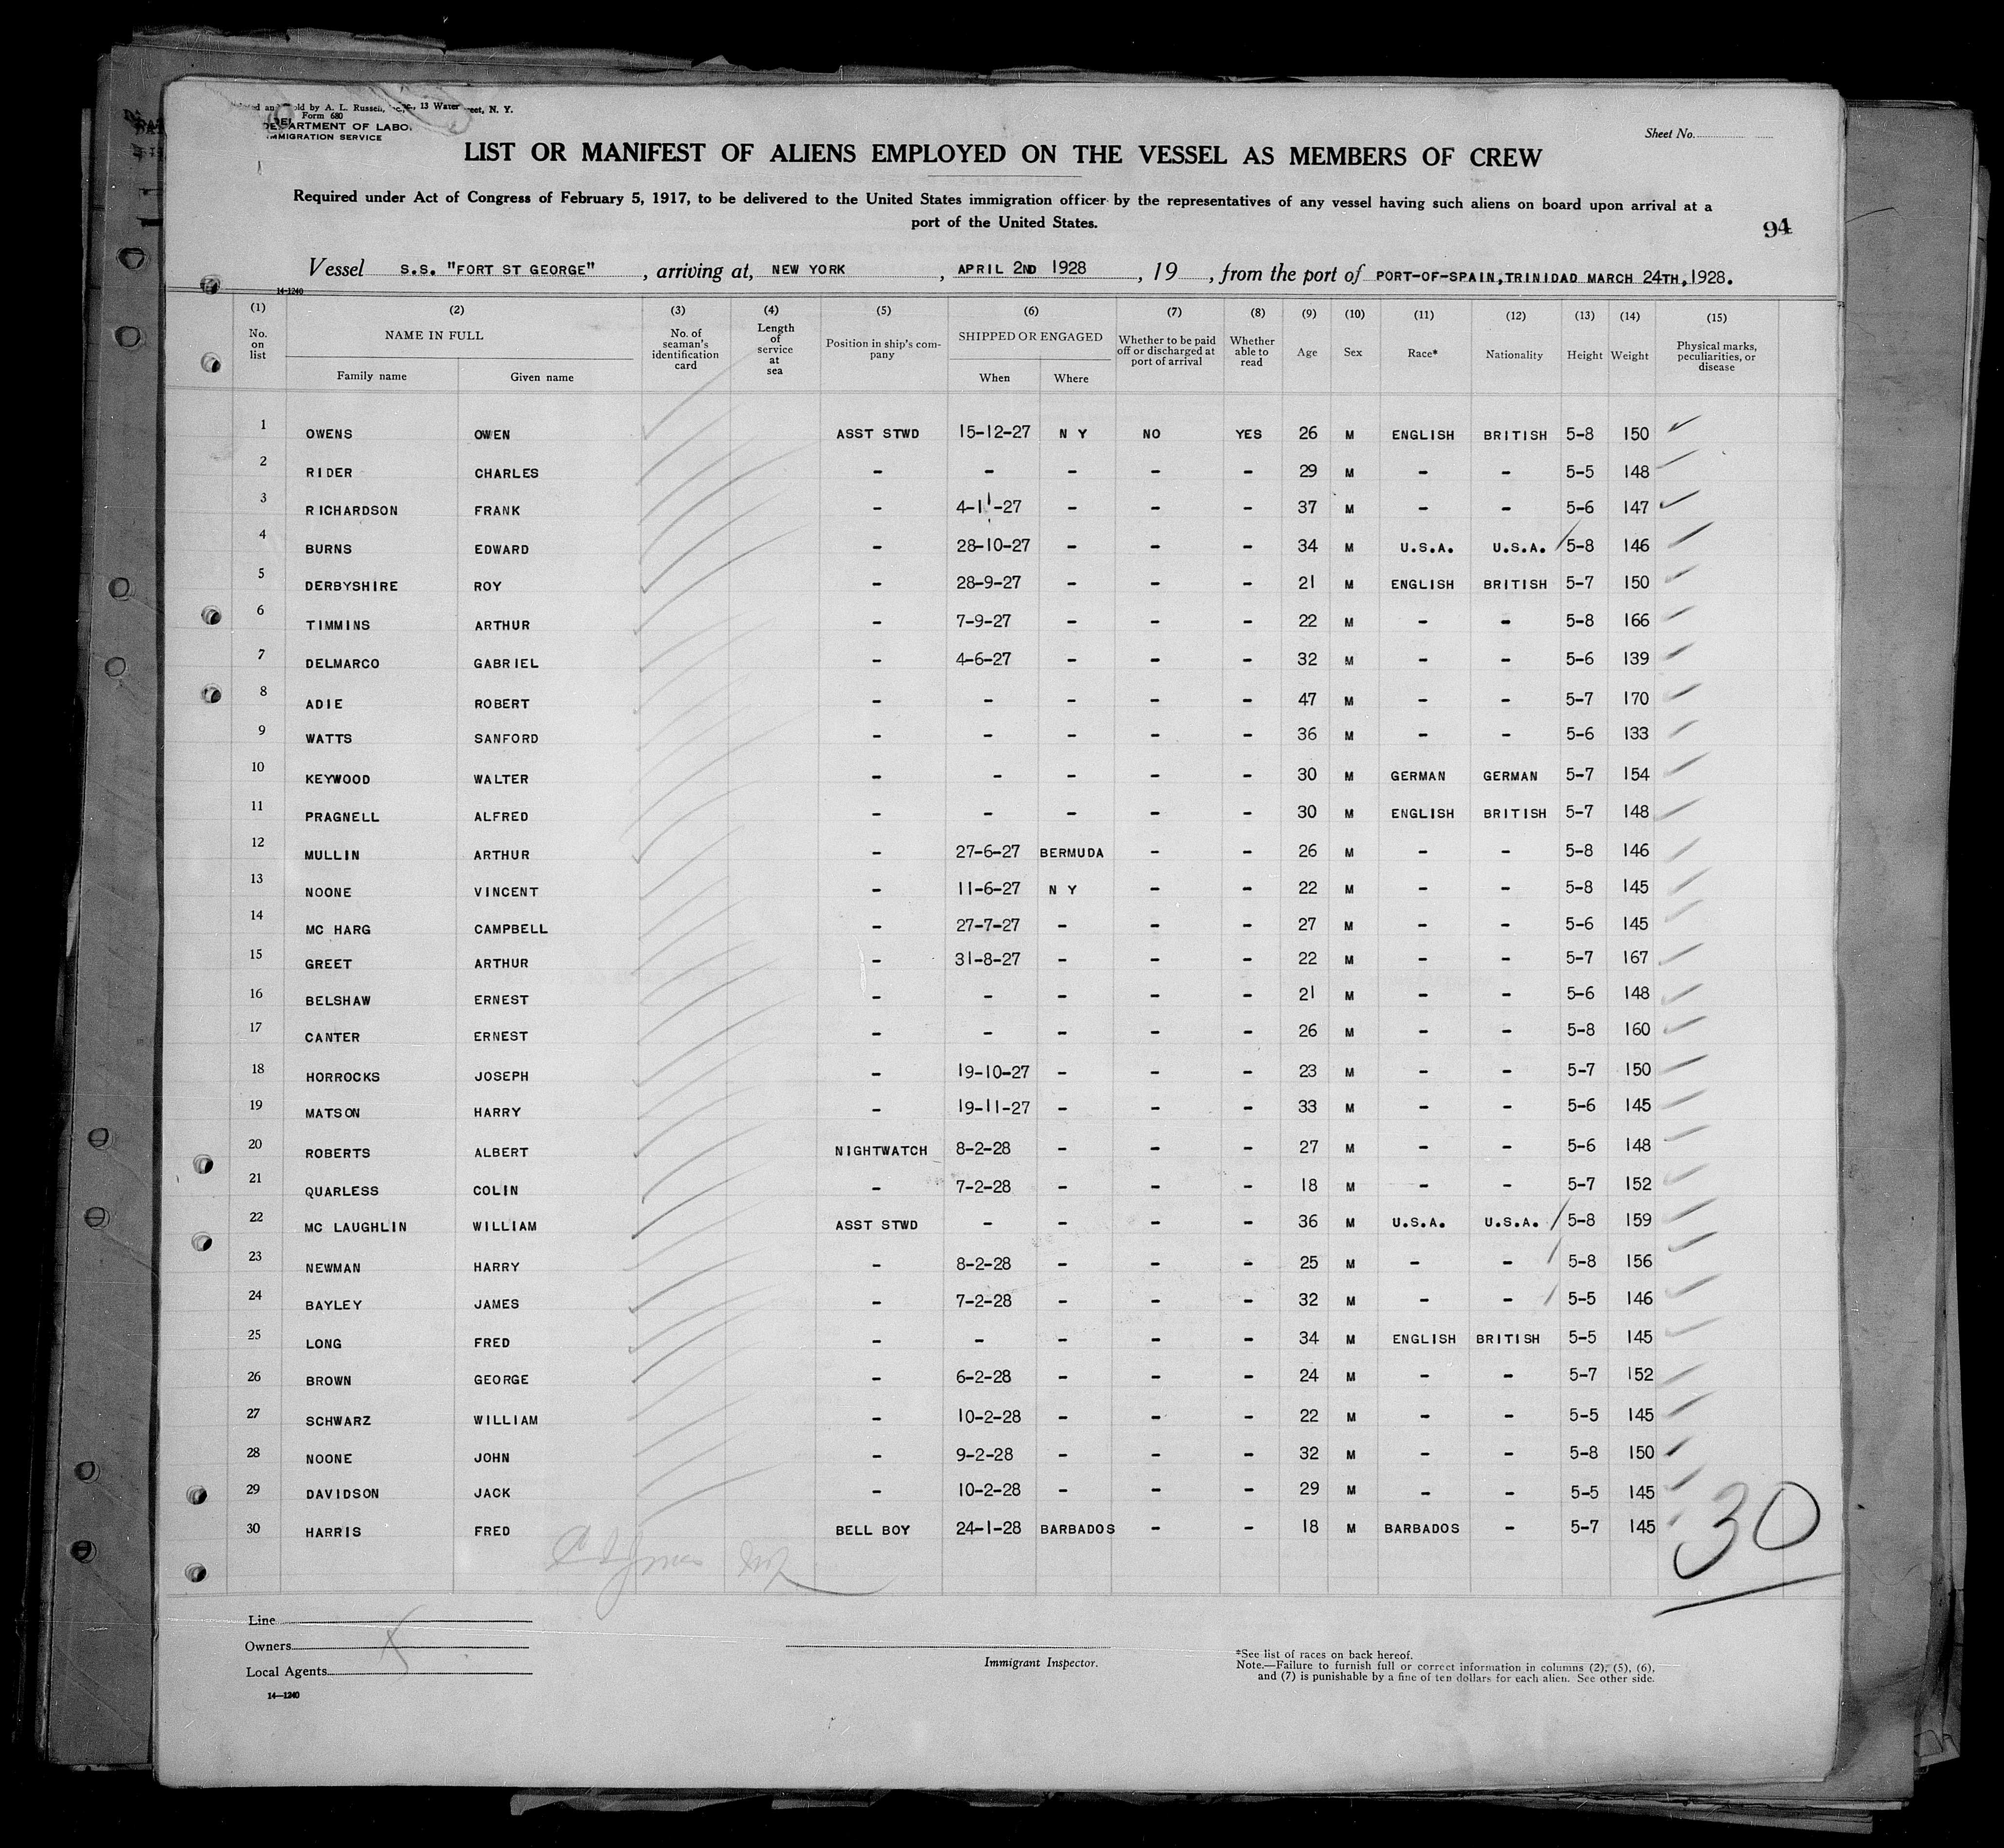 old by A. L. Russell, Inc., 13 Water Street, N. Y.
Form 680
DEPARTMENT OF LABOR
IMMIGRATION SERVICE
Sheet No.
LIST OR MANIFEST OF ALIENS EMPLOYED ON THE VESSEL AS MEMBERS OF CREW
Required under Act of Congress of February 5, 1917, to be delivered to the United States immigration officer by the representatives of any vessel having such aliens on board upon arrival at a
port of the United States.
94
Vessel S.S. "FORT ST GEORGE", arriving at, NEW YORK, APRIL 2ND 1928, 19, from the port of PORT-OF-SPAIN, TRINIDAD MARCH 24TH, 1928.
14-1240
(1) (2) (3) (4) (5) (6) (7) (8) (9) (10) (11) (12) (13) (14) (15)
No. on list NAME IN FULL Family name Given name No. of seaman's identification card Length of service at sea Position in ship's company SHIPPED OR ENGAGED When Where Whether to be paid off or discharged at port of arrival Whether able to read Age Sex Race* Nationality Height Weight Physical marks, peculiarities, or disease
1 OWENS OWEN ASST STWD 15-12-27 N Y NO YES 26 M ENGLISH BRITISH 5-8 150
2 RIDER CHARLES - - - - - 29 M - - 5-5 148
3 RICHARDSON FRANK - 4-11-27 - - - 37 M - - 5-6 147
4 BURNS EDWARD - 28-10-27 - - - 34 M U.S.A. U.S.A. 5-8 146
5 DERBYSHIRE ROY - 28-9-27 - - - 21 M ENGLISH BRITISH 5-7 150
6 TIMMINS ARTHUR - 7-9-27 - - - 22 M - - 5-8 166
7 DELMARCO GABRIEL - 4-6-27 - - - 32 M - - 5-6 139
8 ADIE ROBERT - - - - - 47 M - - 5-7 170
9 WATTS SANFORD - - - - - 36 M - - 5-6 133
10 KEYWOOD WALTER - - - - - 30 M GERMAN GERMAN 5-7 154
11 PRAGNELL ALFRED - - - - - 30 M ENGLISH BRITISH 5-7 148
12 MULLIN ARTHUR - 27-6-27 BERMUDA - - 26 M - - 5-8 146
13 NOONE VINCENT - 11-6-27 N Y - - 22 M - - 5-8 145
14 MC HARG CAMPBELL - 27-7-27 - - - 27 M - - 5-6 145
15 GREET ARTHUR - 31-8-27 - - - 22 M - - 5-7 167
16 BELSHAW ERNEST - - - - - 21 M - - 5-6 148
17 CANTER ERNEST - - - - - 26 M - - 5-8 160
18 HORROCKS JOSEPH - 19-10-27 - - - 23 M - - 5-7 150
19 MATSON HARRY - 19-11-27 - - - 33 M - - 5-6 145
20 ROBERTS ALBERT NIGHTWATCH 8-2-28 - - - 27 M - - 5-6 148
21 QUARLESS COLIN - 7-2-28 - - - 18 M - - 5-7 152
22 MC LAUGHLIN WILLIAM ASST STWD - - - - 36 M U.S.A. U.S.A. 5-8 159
23 NEWMAN HARRY - 8-2-28 - - - 25 M - - 5-8 156
24 BAYLEY JAMES - 7-2-28 - - - 32 M - - 5-5 146
25 LONG FRED - - - - - 34 M ENGLISH BRITISH 5-5 145
26 BROWN GEORGE - 6-2-28 - - - 24 M - - 5-7 152
27 SCHWARZ WILLIAM - 10-2-28 - - - 22 M - - 5-5 145
28 NOONE JOHN - 9-2-28 - - - 32 M - - 5-8 150
29 DAVIDSON JACK - 10-2-28 - - - 29 M - - 5-5 145
30 HARRIS FRED BELL BOY 24-1-28 BARBADOS - - 18 M BARBADOS - 5-7 145
30
Line
Owners
Local Agents
14-1240
Immigrant Inspector.
*See list of races on back hereof.
Note.—Failure to furnish full or correct information in columns (2), (5), (6),
and (7) is punishable by a fine of ten dollars for each alien. See other side.